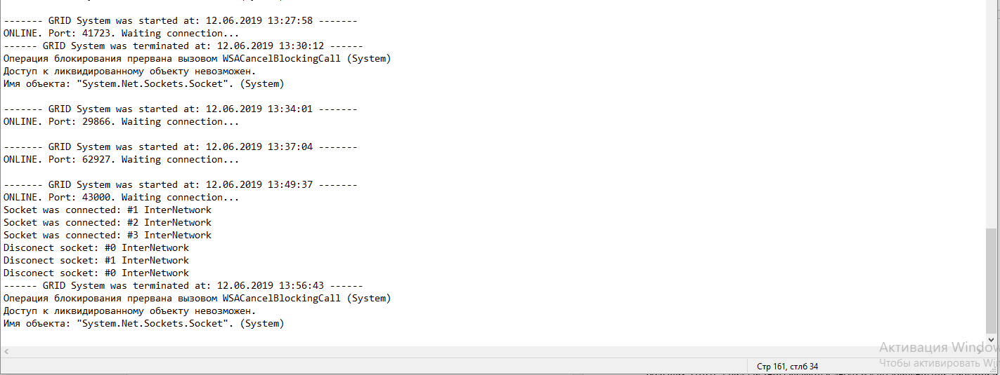 ------- GRID System was started at: 12.06.2019 13:27:58 -------
ONLINE. Port: 41723. Waiting connection...
------ GRID System was terminated at: 12.06.2019 13:30:12 ------
Операция блокирования прервана вызовом WSACancelBlockingCall (System)
Доступ к ликвидированному объекту невозможен.
Имя объекта: "System.Net.Sockets.Socket". (System)
------- GRID System was started at: 12.06.2019 13:34:01 -------
ONLINE. Port: 29866. Waiting connection...
------- GRID System was started at: 12.06.2019 13:37:04 -------
ONLINE. Port: 62927. Waiting connection...
------- GRID System was started at: 12.06.2019 13:49:37 -------
ONLINE. Port: 43000. Waiting connection...
Socket was connected: #1 InterNetwork
Socket was connected: #2 InterNetwork
Socket was connected: #3 InterNetwork
Disconect socket: #0 InterNetwork
Disconect socket: #1 InterNetwork
Disconect socket: #0 InterNetwork
------ GRID System was terminated at: 12.06.2019 13:56:43 ------
Операция блокирования прервана вызовом WSACancelBlockingCall (System)
Доступ к ликвидированному объекту невозможен.
Имя объекта: "System.Net.Sockets.Socket". (System)
Активация Window
Чтобы активировать Win
Стр 161, стлб 34